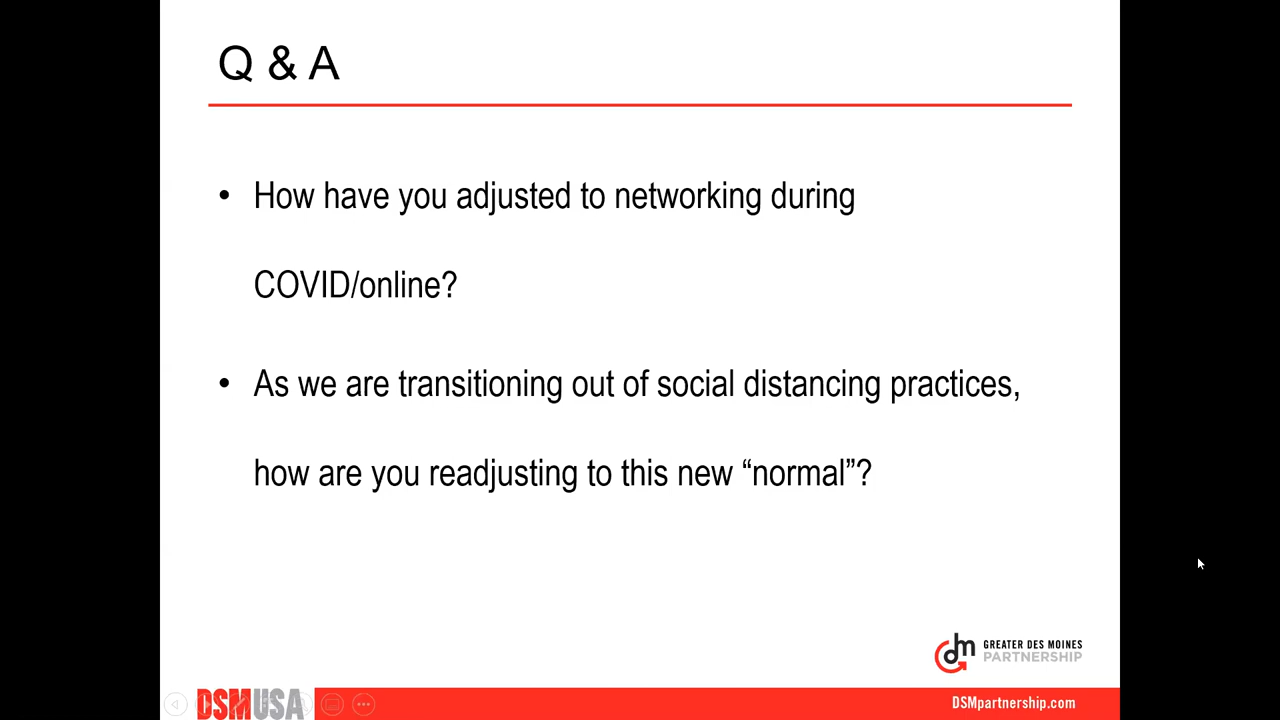 Q & A
• How have you adjusted to networking during
COVID/online?
• As we are transitioning out of social distancing practices,
how are you readjusting to this new “normal”?
dm
GREATER DES MOINES
PARTNERSHIP
DSMUSA
DSMpartnership.com